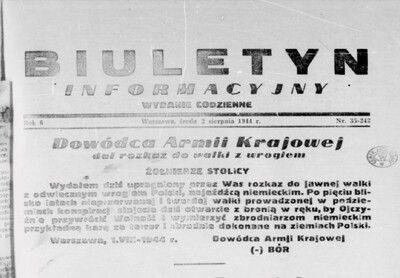 BIULETYN
INFORMACYJNY
WYDANIE CODZIENNE
Rok 6 Warszawa, środa 2 sierpnia 1944 r. Nr. 35-242
Dowódca Armii Krajowej
dał rozkaz do walki z wrogiem
ŻOŁNIERZE STOLICY
Wydałem dziś upragniony przez Was rozkaz do jawnej walki
z odwiecznym wrogiem Polski, najeźdźcą niemieckim. Po pięciu bli-
sko latach nieprzerwanej i twardej walki prowadzonej w podzie-
miach konspiracji stajecie dziś otwarcie z bronią w ręku, by Ojczy-
źnie przywrócić Wolność i wymierzyć zbrodniarzom niemieckim
przykładną karę za terror i zbrodnie dokonane na ziemiach Polski.
Warszawa, 1.VIII-1944 r. Dowódca Armii Krajowej
(-) BÓR